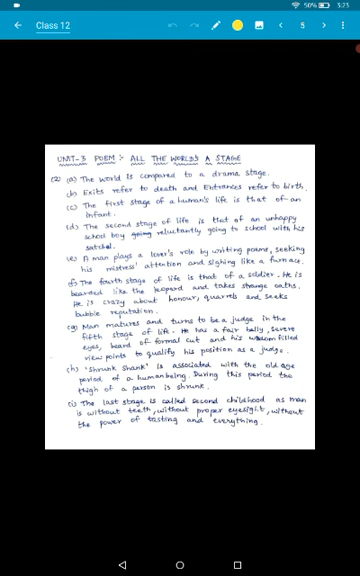 50% 3:23
Class 12
5
UNIT-3 POEM :- ALL THE WORLD'S A STAGE
(2) (a) The world is compared to a drama stage.
(b) Exits refer to death and Entrances refer to birth.
(c) The first stage of a human's life is that of an
infant.
(d) The second stage of life is that of an unhappy
school boy going reluctantly going to school with his
satchel.
(e) A man plays a lover's role by writing poems, seeking
his mistress' attention and sighing like a furnace.
(f) The fourth stage of life is that of a soldier. He is
bearded like the leopard and takes strange oaths.
He is crazy about honour, quarrels and seeks
bubble reputation.
(g) Man matures and turns to be a judge in the
fifth stage of life. He has a fair belly, severe
eyes, beard of formal cut and his wisdom filled
view points to qualify his position as a judge.
(h) 'Shrunk Shank' is associated with the old age
period of a human being. During this period the
thigh of a person is shrunk.
(i) The last stage is called second childhood as man
is without teeth, without proper eyesight, without
the power of tasting and everything.